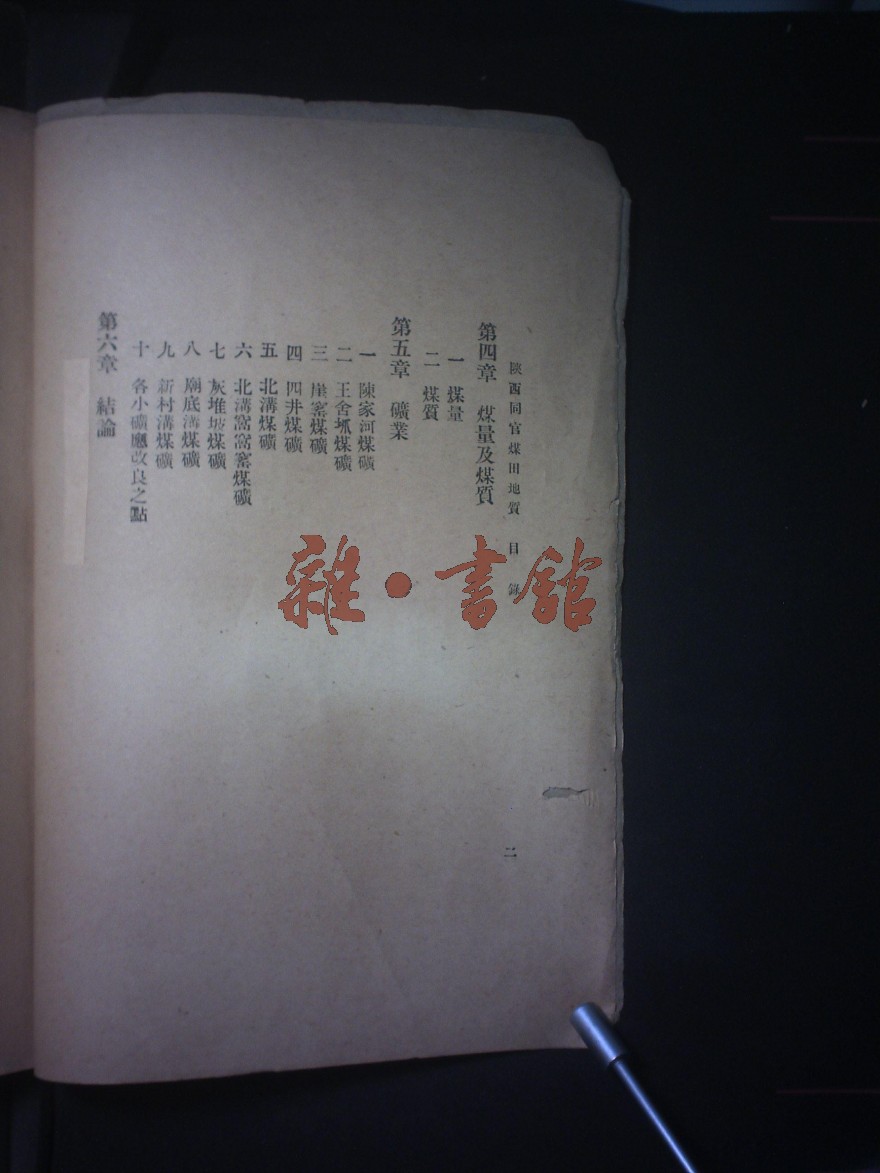 陝西同官煤田地質 目錄 二
第四章 煤量及煤質
一 煤量
二 煤質
第五章 礦業
一 陳家河煤礦
二 王舍坬煤礦
三 崖窰煤礦
四 四井煤礦
五 北溝煤礦
六 北溝窩窩窰煤礦
七 灰堆坡煤礦
八 廟底溝煤礦
九 新村溝煤礦
十 各小礦應改良之點
第六章 結論
雜·書館